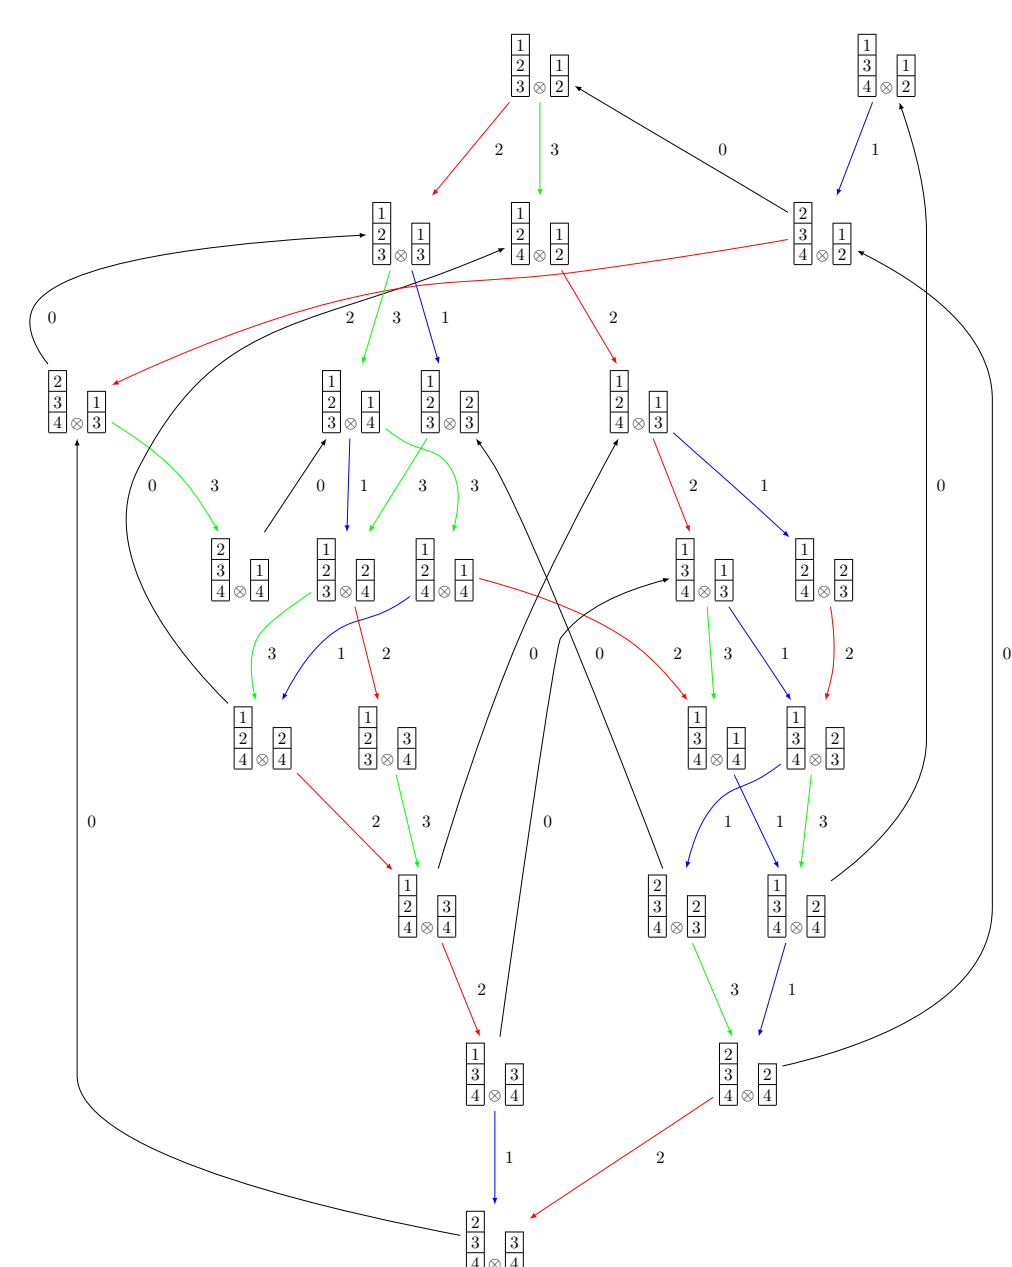 1 1
2 1 3 1
3 ⊗ 2 4 ⊗ 2
2 3 0 1
1 1 2
2 1 2 1 3 1
3 ⊗ 3 4 ⊗ 2 4 ⊗ 2
0 2 3 1 2
2 1 1 1
3 1 2 1 2 2 2 1
4 ⊗ 3 3 ⊗ 4 3 ⊗ 3 4 ⊗ 3
0 3 0 1 3 3 2 1 0
2 1 1 1 1
3 1 2 2 2 1 3 1 2 2
4 ⊗ 4 3 ⊗ 4 4 ⊗ 4 4 ⊗ 3 4 ⊗ 3
3 1 2 0 0 2 3 1 2 0
1 1 1 1
2 2 2 3 3 1 3 2
4 ⊗ 4 3 ⊗ 4 4 ⊗ 4 4 ⊗ 3
0 2 3 0 1 1 3
1 2 1
2 3 3 2 3 2
4 ⊗ 4 4 ⊗ 3 4 ⊗ 4
2 3 1
1 2
3 3 3 2
4 ⊗ 4 4 ⊗ 4
1 2
2
3 3
4 ⊗ 4